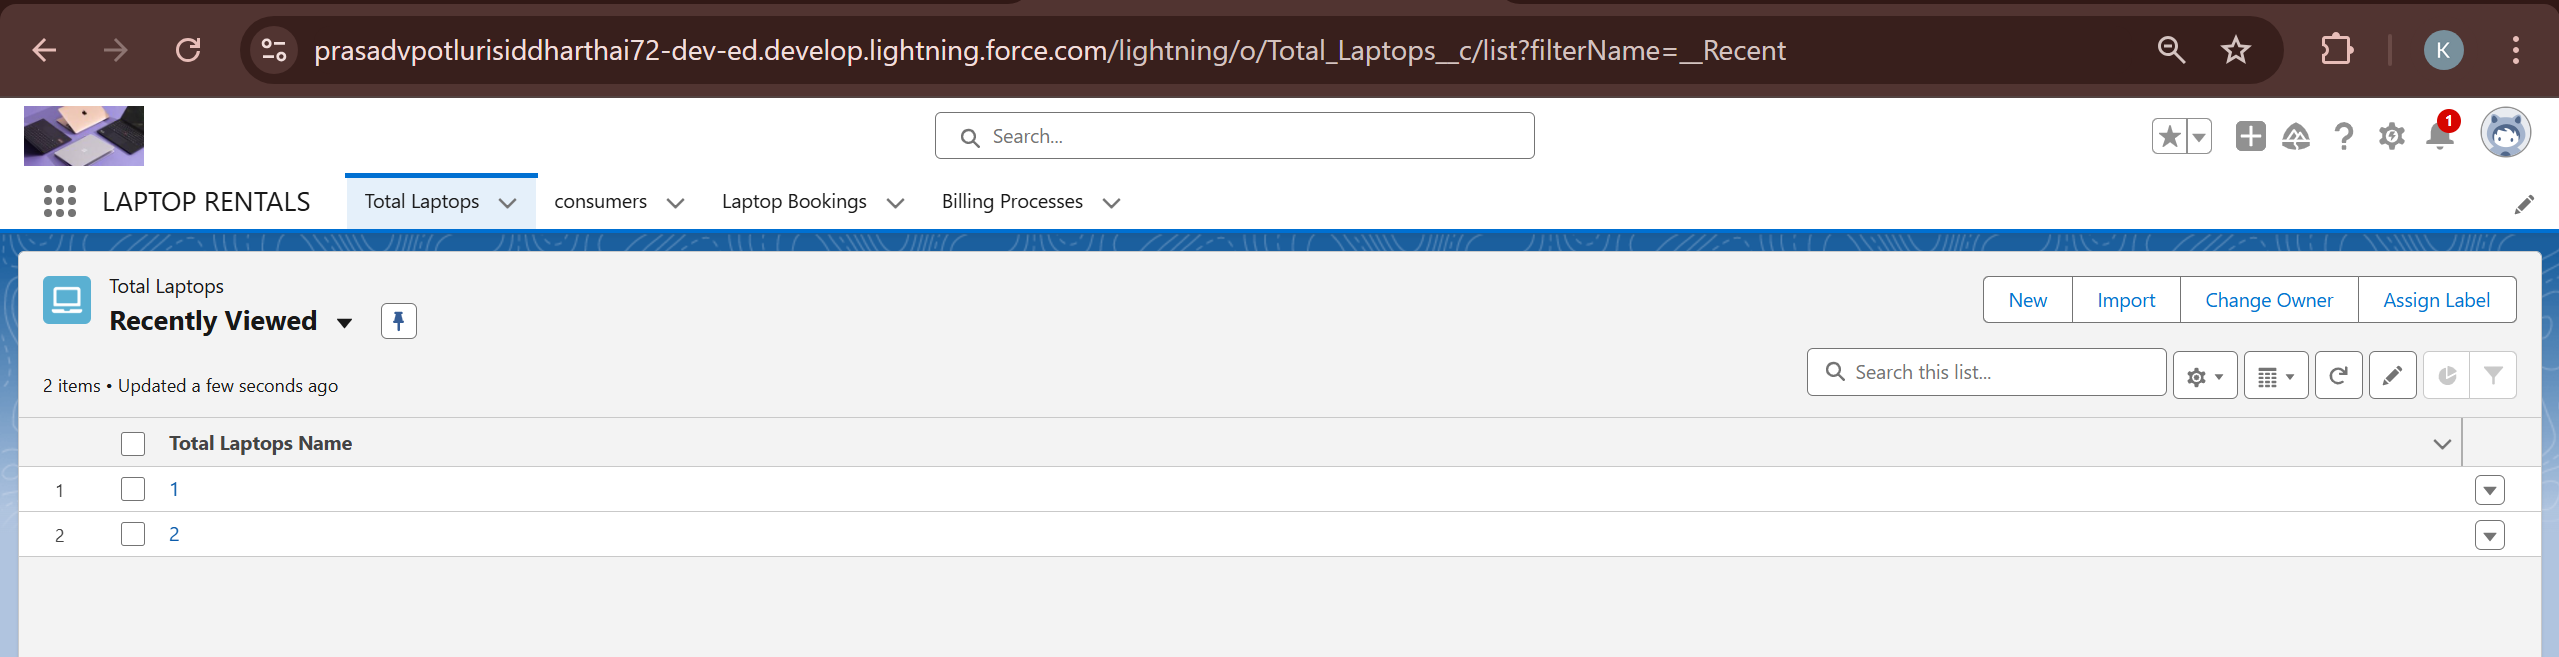 prasadvpotlurisiddharthai72-dev-ed.develop.lightning.force.com/lightning/o/Total_Laptops__c/list?filterName=__Recent
K
Search...
1
LAPTOP RENTALS
Total Laptops
consumers
Laptop Bookings
Billing Processes
Total Laptops
Recently Viewed
New
Import
Change Owner
Assign Label
2 items • Updated a few seconds ago
Search this list...
Total Laptops Name
1 1
2 2